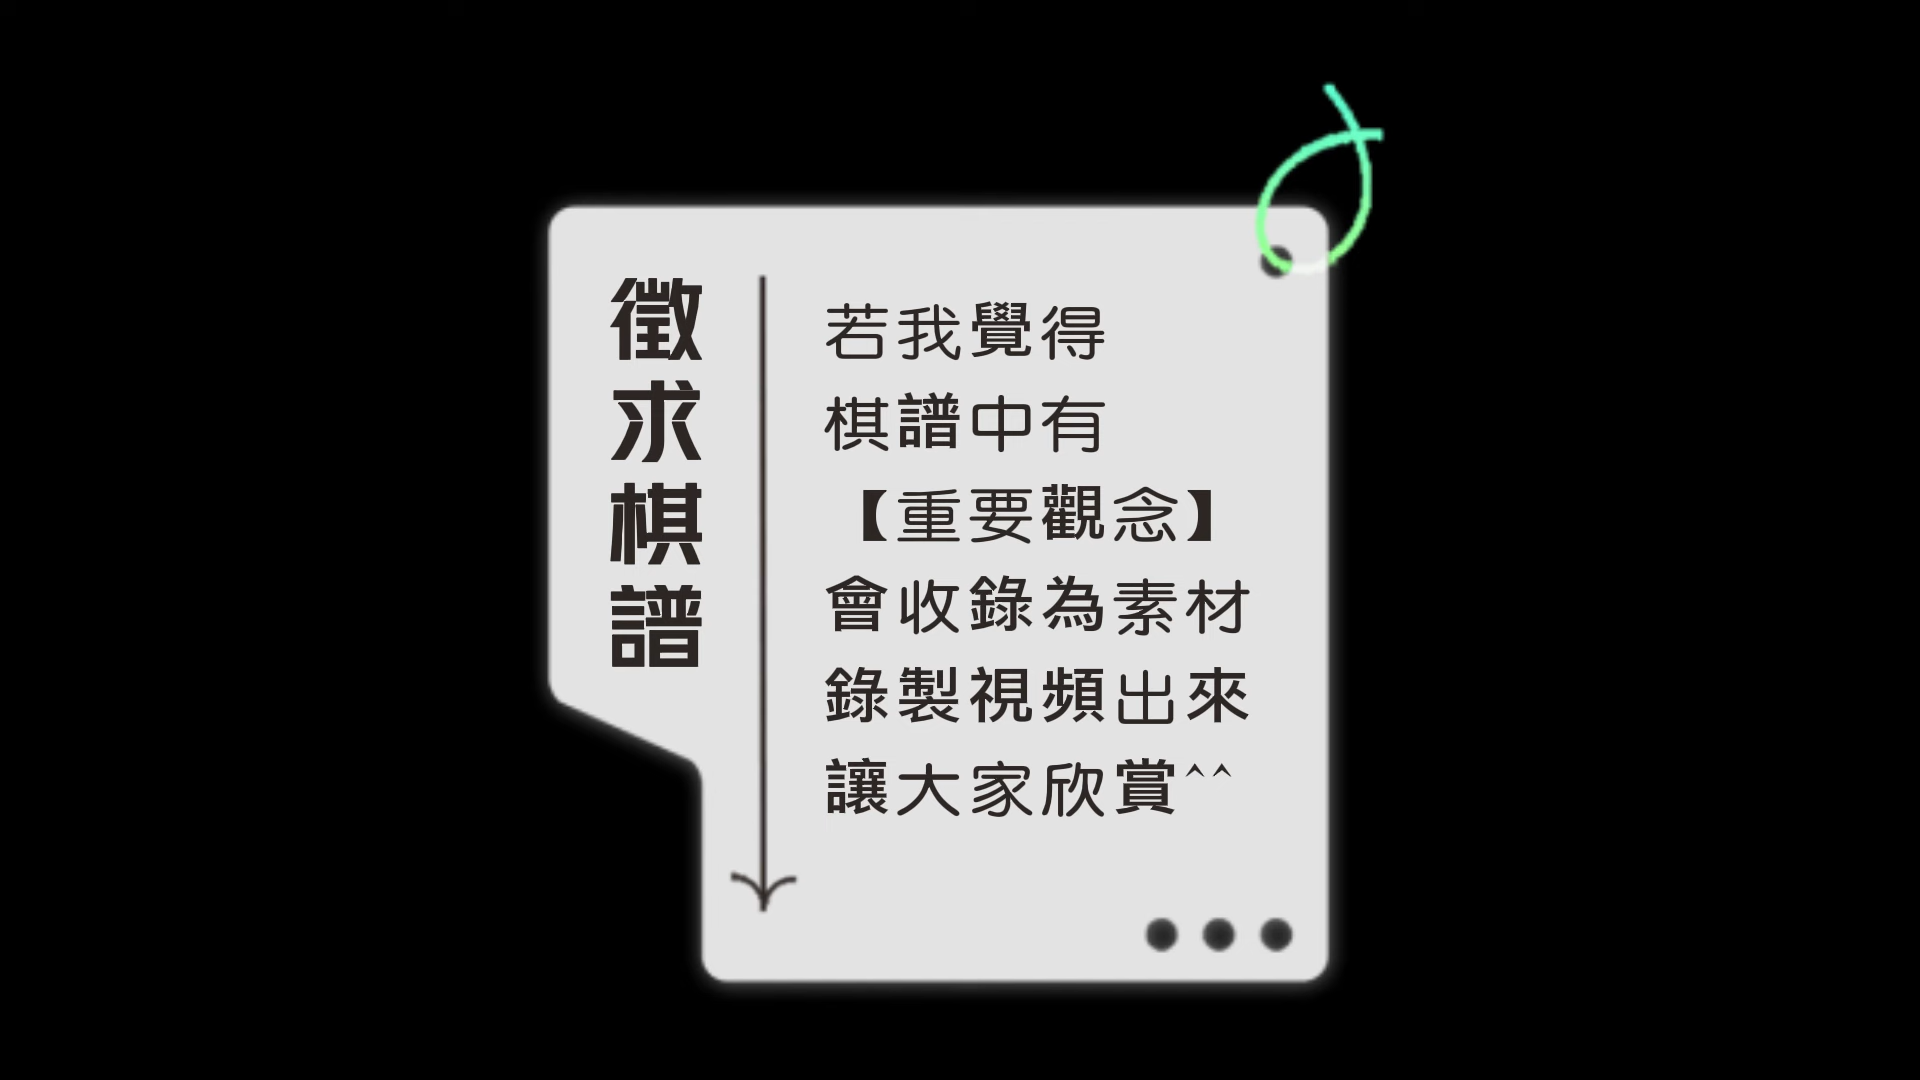 徵求棋譜
若我覺得
棋譜中有
【重要觀念】
會收錄為素材
錄製視頻出來
讓大家欣賞^^